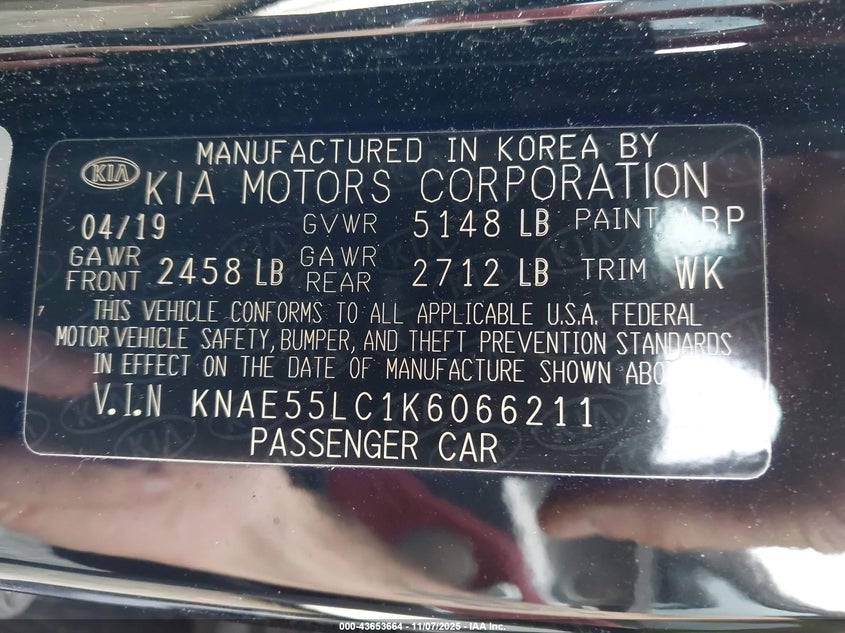 MANUFACTURED IN KOREA BY
KIA KIA MOTORS CORPORATION
04/19 GVWR 5148 LB PAINT ABP
GAWR FRONT 2458 LB GAWR REAR 2712 LB TRIM WK
THIS VEHICLE CONFORMS TO ALL APPLICABLE U.S.A. FEDERAL
MOTOR VEHICLE SAFETY, BUMPER, AND THEFT PREVENTION STANDARDS
IN EFFECT ON THE DATE OF MANUFACTURE SHOWN ABOVE
V.I.N KNAE55LC1K6066211
PASSENGER CAR
000-43653664 - 11/07/2025 - IAA Inc.